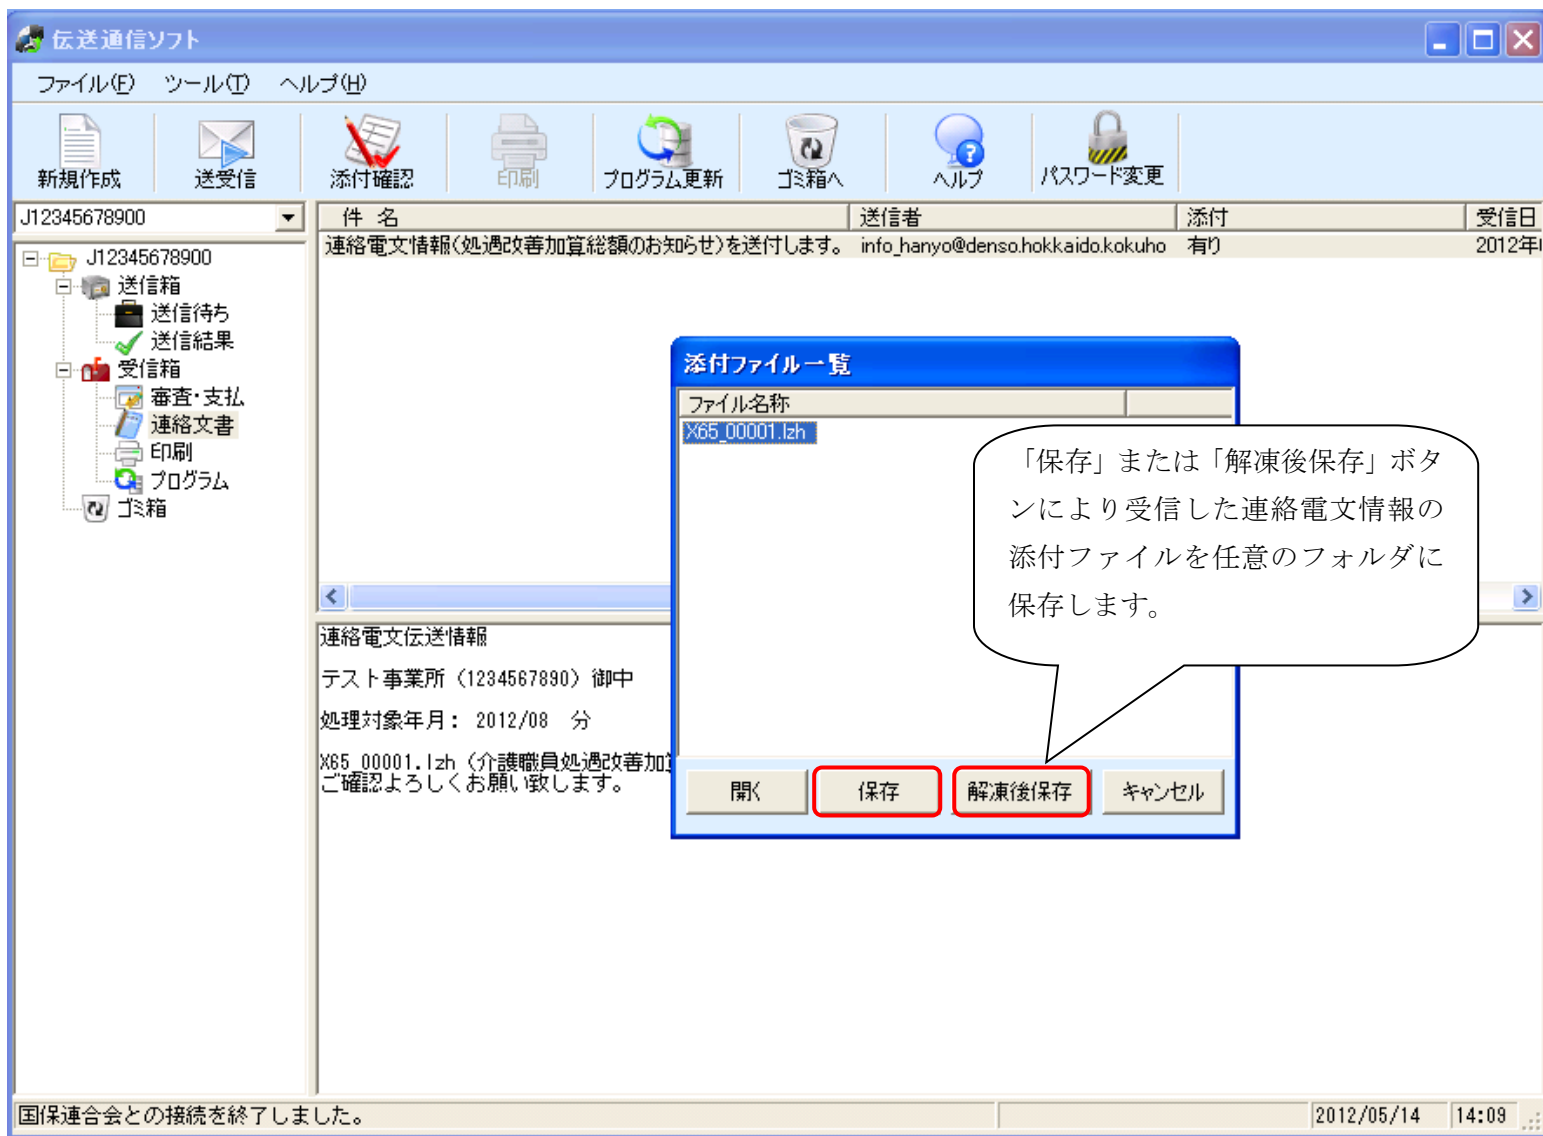 伝送通信ソフト
ファイル(F) ツール(T) ヘルプ(H)
新規作成 送受信 添付確認 印刷 プログラム更新 ゴミ箱へ ヘルプ パスワード変更
J12345678900
件 名 送信者 添付 受信日
連絡電文情報(処遇改善加算総額のお知らせ)を送付します。 info_hanyo@denso.hokkaido.kokuho 有り 2012年
J12345678900
送信箱
送信待ち
送信結果
受信箱
審査・支払
連絡文書
印刷
プログラム
ゴミ箱
添付ファイル一覧
ファイル名称
X65_00001.lzh
「保存」または「解凍後保存」ボタ
ンにより受信した連絡電文情報の
添付ファイルを任意のフォルダに
保存します。
開く 保存 解凍後保存 キャンセル
連絡電文伝送情報
テスト事業所（1234567890）御中
処理対象年月： 2012/08 分
X65_00001.lzh（介護職員処遇改善加
ご確認よろしくお願い致します。
国保連合会との接続を終了しました。 2012/05/14 14:09